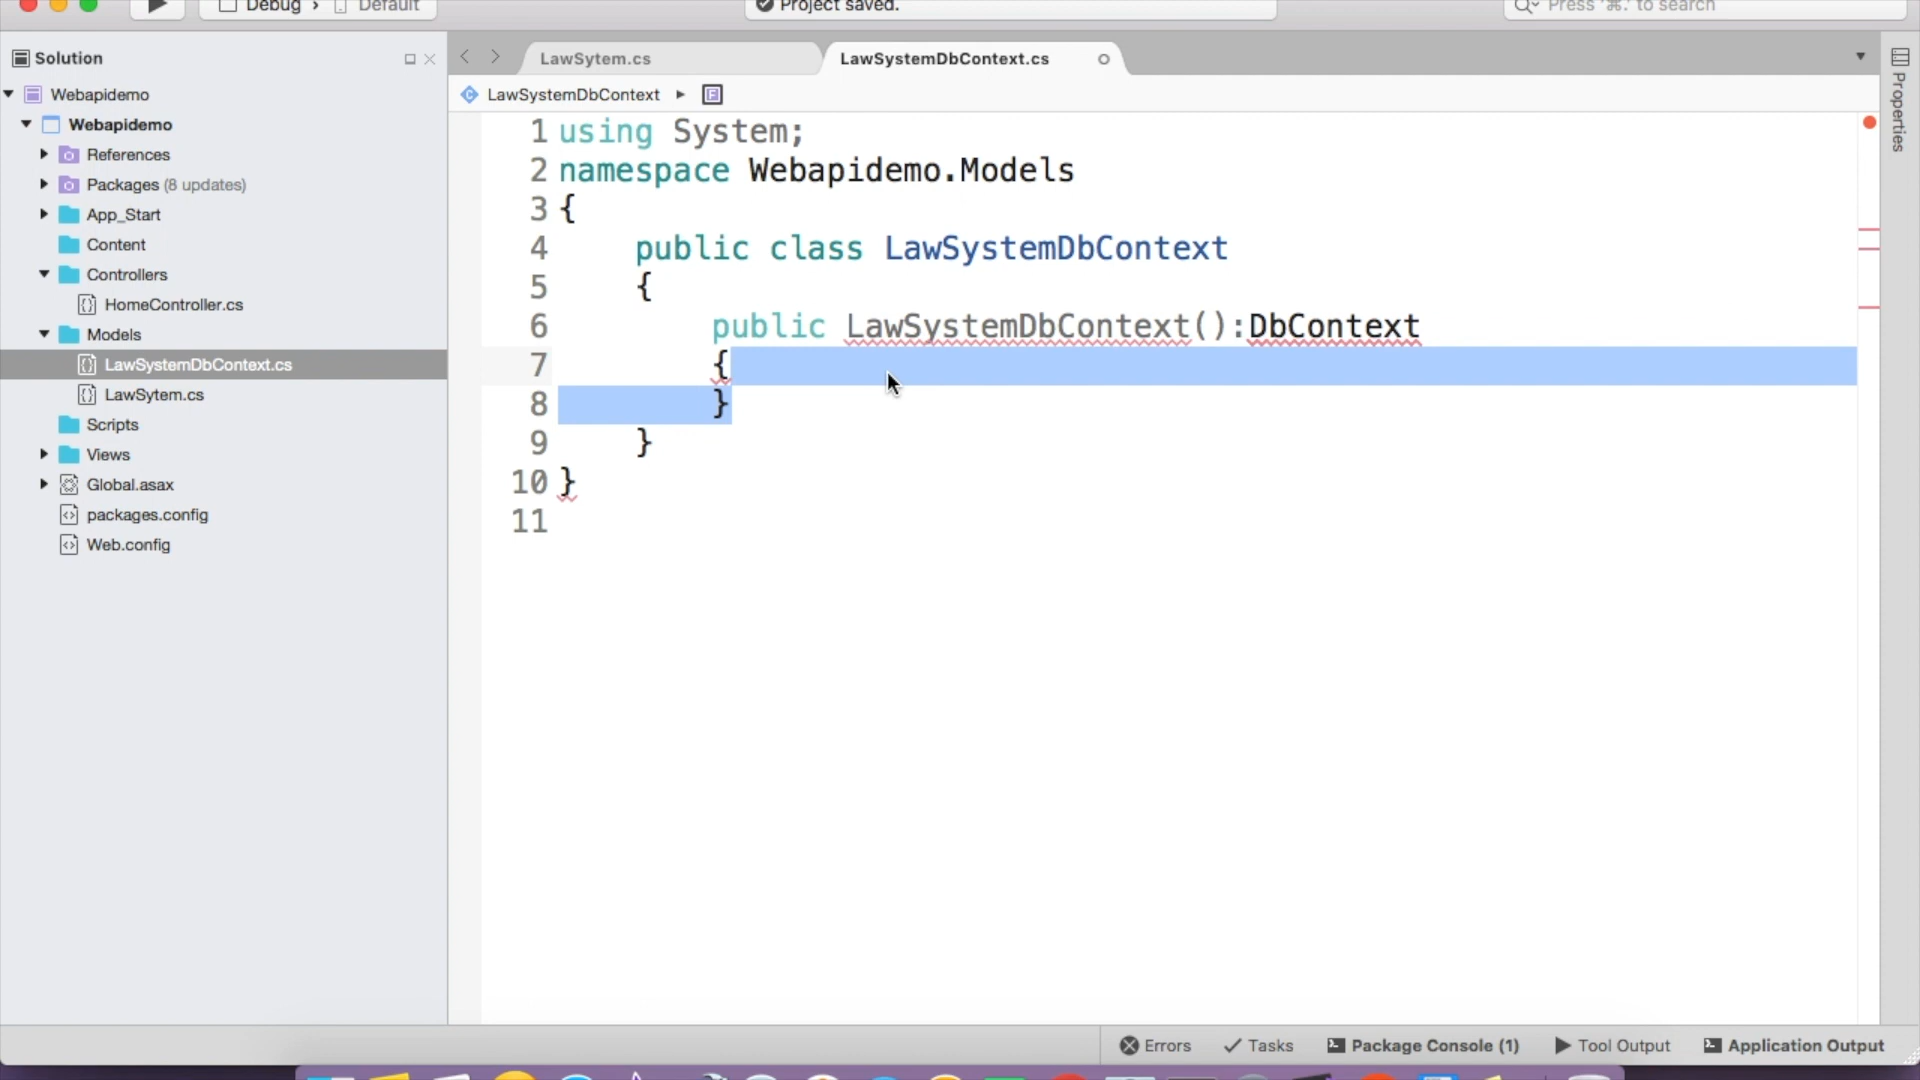 Debug › Default
Project saved.
Press '⌘.' to search
Solution
Webapidemo
Webapidemo
References
Packages (8 updates)
App_Start
Content
Controllers
HomeController.cs
Models
LawSystemDbContext.cs
LawSytem.cs
Scripts
Views
Global.asax
packages.config
Web.config
LawSytem.cs
LawSystemDbContext.cs
LawSystemDbContext
1 using System;
2 namespace Webapidemo.Models
3 {
4 public class LawSystemDbContext
5 {
6 public LawSystemDbContext():DbContext
7 {
8 }
9 }
10 }
11
Properties
Errors
Tasks
Package Console (1)
Tool Output
Application Output